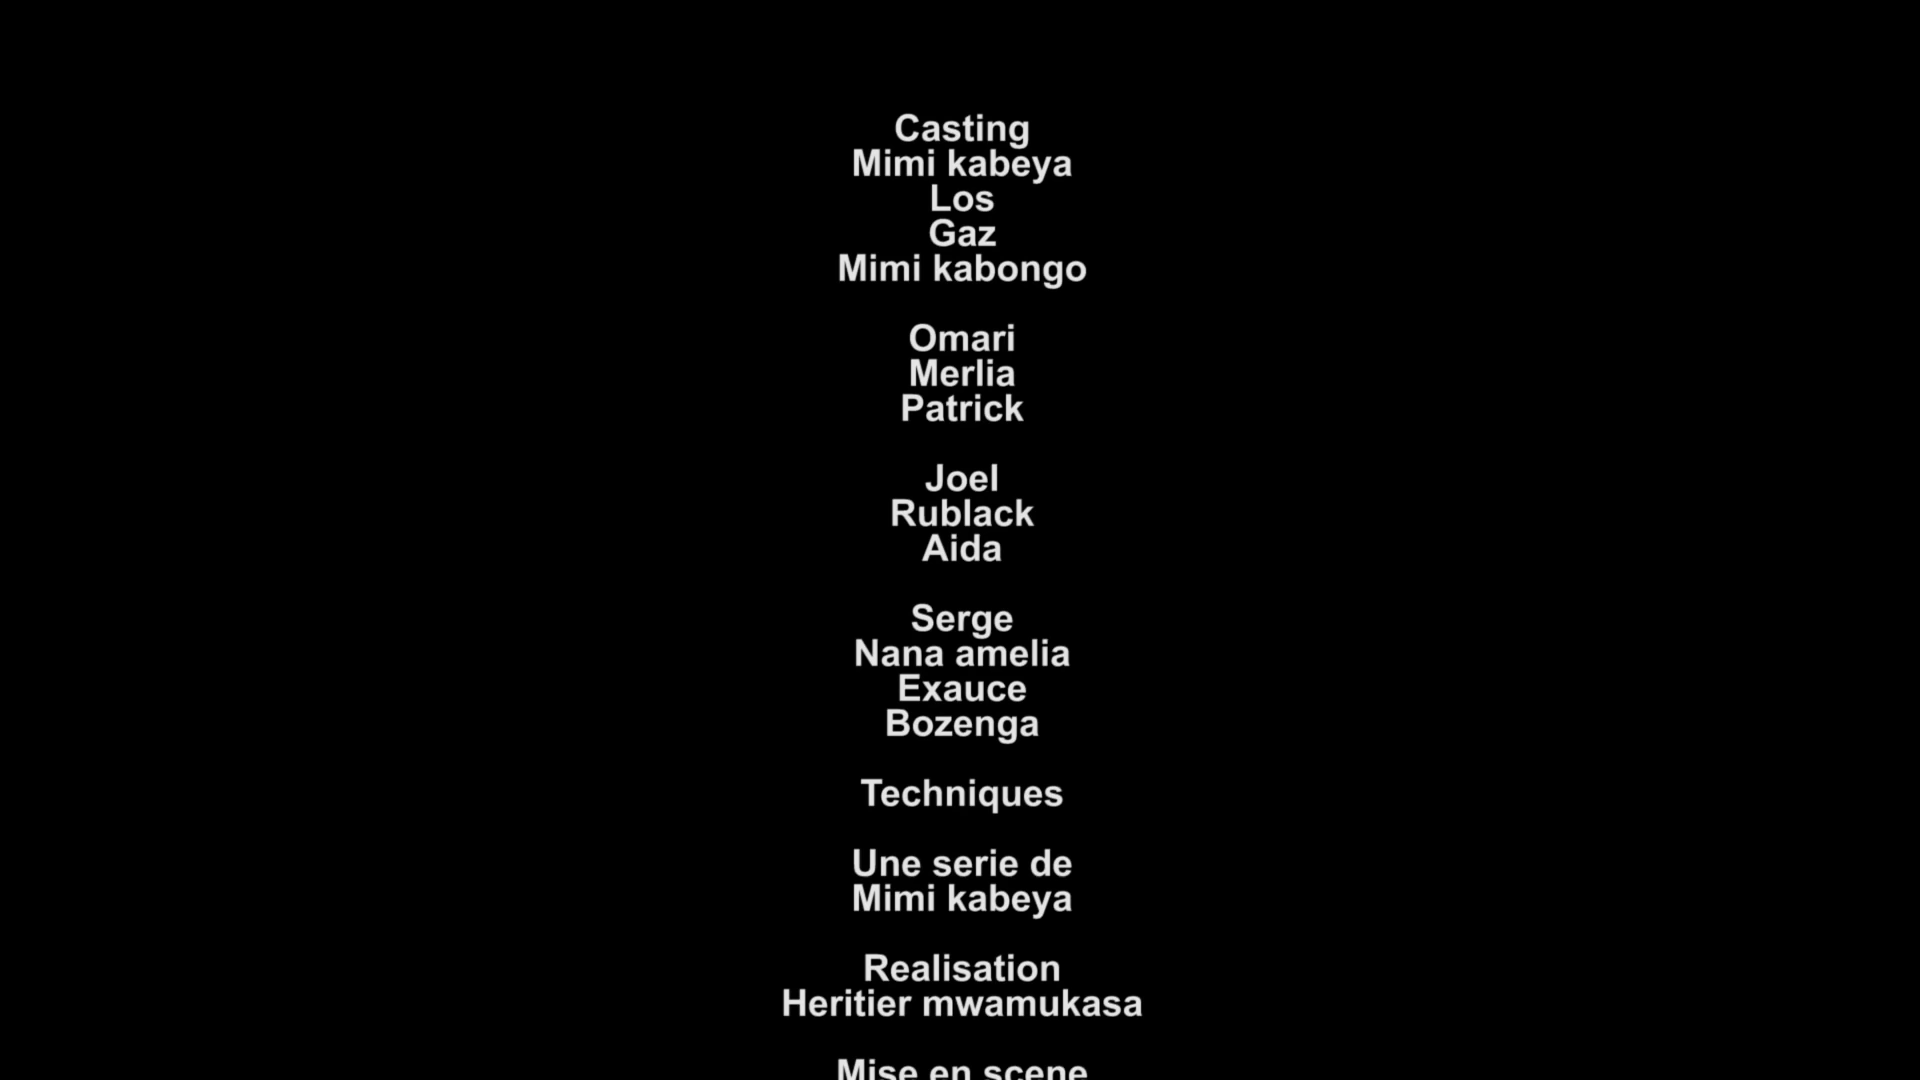 Casting
Mimi kabeya
Los
Gaz
Mimi kabongo
Omari
Merlia
Patrick
Joel
Rublack
Aida
Serge
Nana amelia
Exauce
Bozenga
Techniques
Une serie de
Mimi kabeya
Realisation
Heritier mwamukasa
Mise en scene